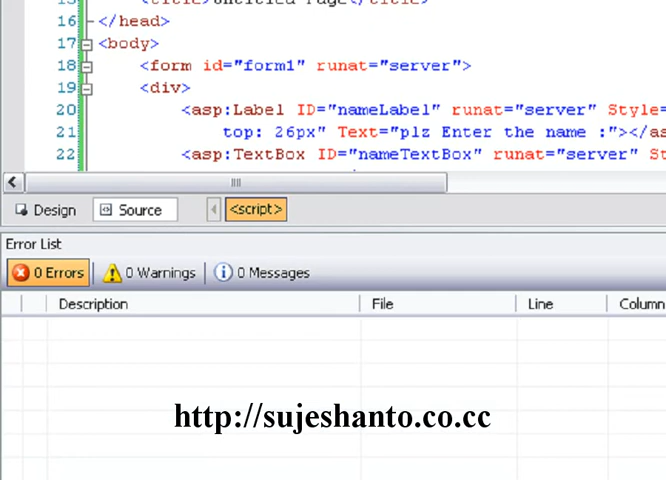 15 <title>Untitled Page</title>
16 </head>
17 <body>
18 <form id="form1" runat="server">
19 <div>
20 <asp:Label ID="nameLabel" runat="server" Style=
21 top: 26px" Text="plz Enter the name :"></as
22 <asp:TextBox ID="nameTextBox" runat="server" St
Design Source <script>
Error List
0 Errors 0 Warnings 0 Messages
Description File Line Column
http://sujeshanto.co.cc